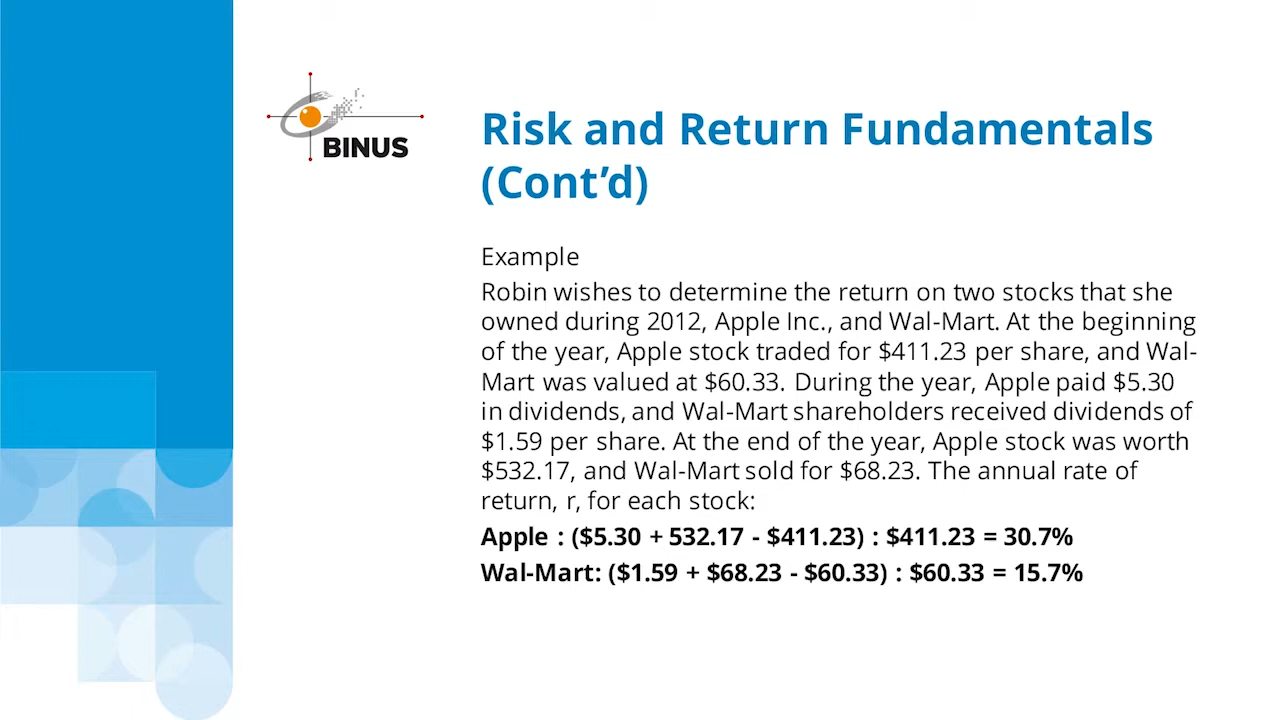 BINUS
Risk and Return Fundamentals
(Cont’d)
Example
Robin wishes to determine the return on two stocks that she
owned during 2012, Apple Inc., and Wal-Mart. At the beginning
of the year, Apple stock traded for $411.23 per share, and Wal-
Mart was valued at $60.33. During the year, Apple paid $5.30
in dividends, and Wal-Mart shareholders received dividends of
$1.59 per share. At the end of the year, Apple stock was worth
$532.17, and Wal-Mart sold for $68.23. The annual rate of
return, r, for each stock:
Apple : ($5.30 + 532.17 - $411.23) : $411.23 = 30.7%
Wal-Mart: ($1.59 + $68.23 - $60.33) : $60.33 = 15.7%